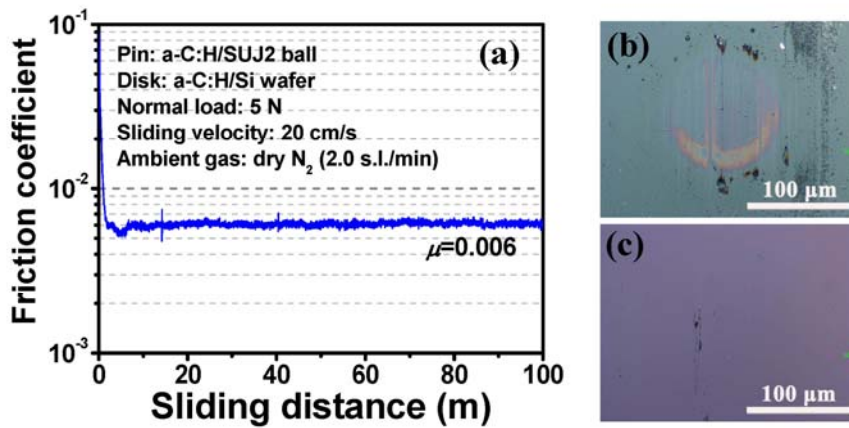 (a)
Pin: a-C:H/SUJ2 ball
Disk: a-C:H/Si wafer
Normal load: 5 N
Sliding velocity: 20 cm/s
Ambient gas: dry N₂ (2.0 s.l./min)
μ=0.006
Friction coefficient
10⁻¹
10⁻²
10⁻³
0 20 40 60 80 100
Sliding distance (m)
(b)
100 µm
(c)
100 µm